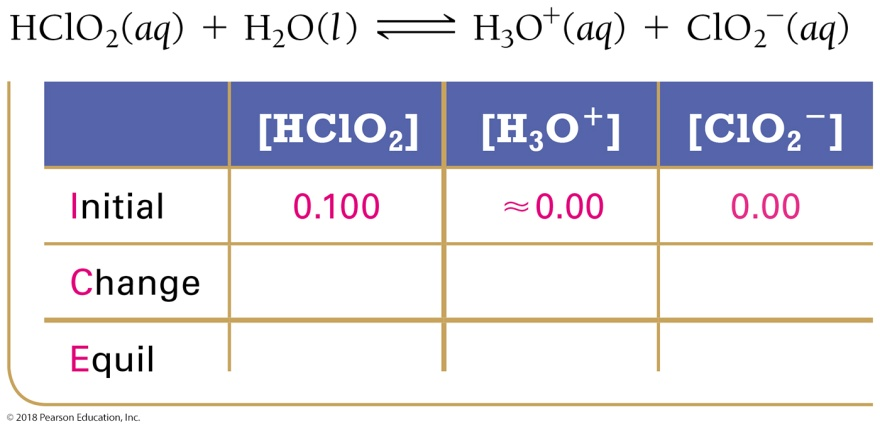 HClO₂(aq) + H₂O(l) ⇌ H₃O⁺(aq) + ClO₂⁻(aq)
[HClO₂] [H₃O⁺] [ClO₂⁻]
Initial 0.100 ≈0.00 0.00
Change
Equil
© 2018 Pearson Education, Inc.